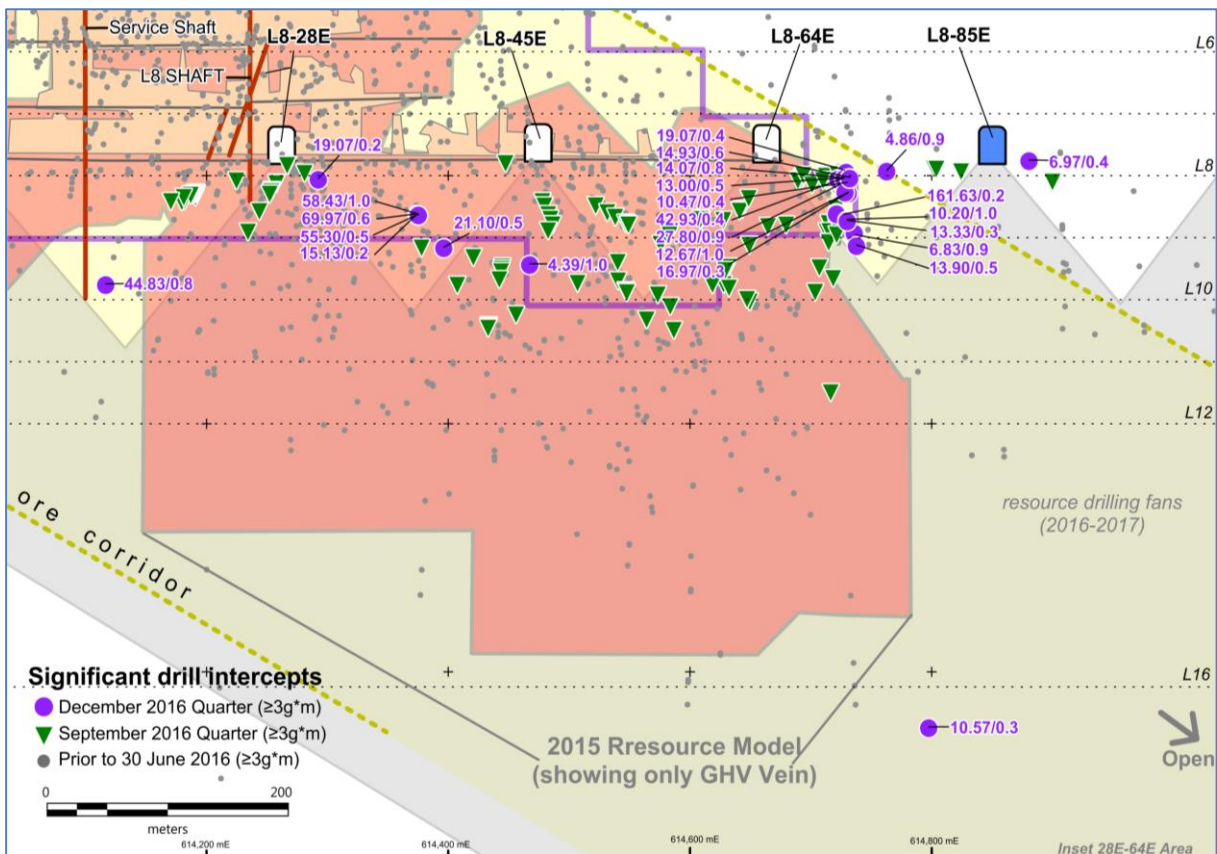 Service Shaft
L8-28E
L8-45E
L8-64E
L8-85E
L6
L8 SHAFT
19.07/0.2
19.07/0.4
14.93/0.6
14.07/0.8
13.00/0.5
10.47/0.4
42.93/0.4
27.80/0.9
12.67/1.0
16.97/0.3
4.86/0.9
6.97/0.4
L8
58.43/1.0
69.97/0.6
55.30/0.5
15.13/0.2
21.10/0.5
4.39/1.0
161.63/0.2
10.20/1.0
13.33/0.3
6.83/0.9
13.90/0.5
44.83/0.8
L10
L12
ore corridor
resource drilling fans
(2016-2017)
L16
Significant drill intercepts
December 2016 Quarter (≥3g*m)
September 2016 Quarter (≥3g*m)
Prior to 30 June 2016 (≥3g*m)
0 200
meters
2015 Rresource Model
(showing only GHV Vein)
10.57/0.3
Open
614,200 mE
614,400 mE
614,600 mE
614,800 mE
Inset 28E-64E Area